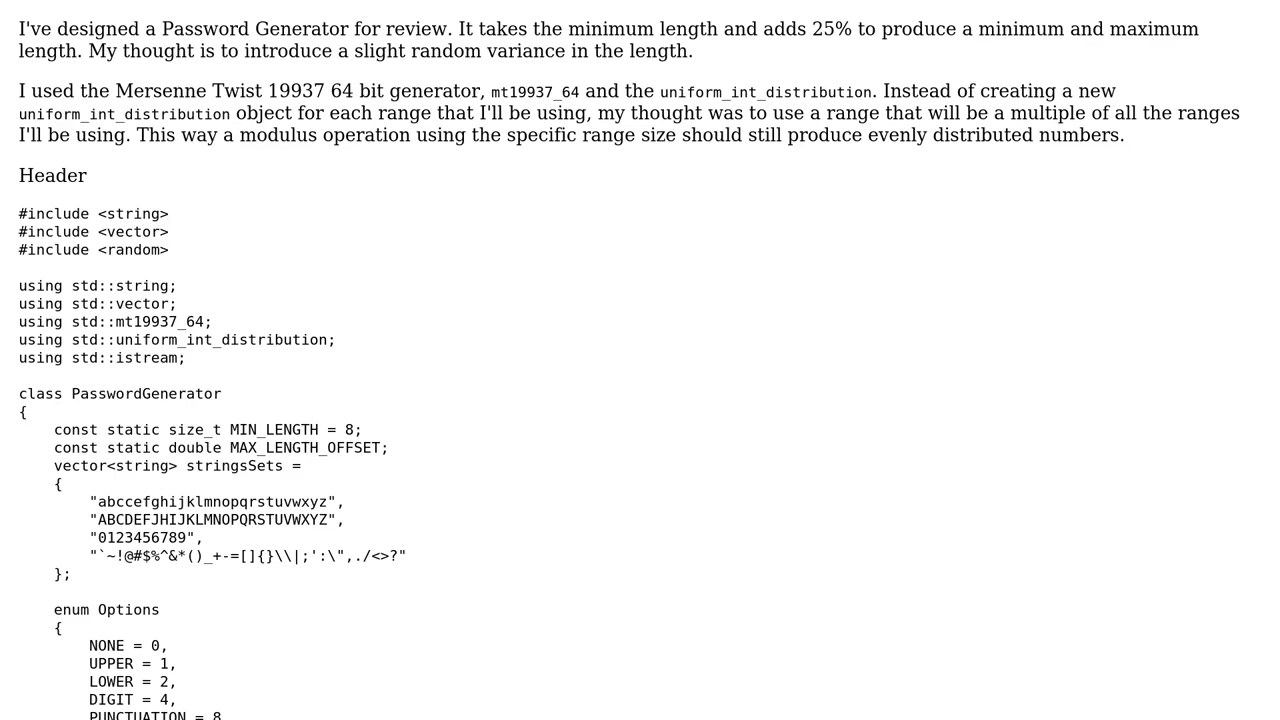 I've designed a Password Generator for review. It takes the minimum length and adds 25% to produce a minimum and maximum
length. My thought is to introduce a slight random variance in the length.
I used the Mersenne Twist 19937 64 bit generator, mt19937_64 and the uniform_int_distribution. Instead of creating a new
uniform_int_distribution object for each range that I'll be using, my thought was to use a range that will be a multiple of all the ranges
I'll be using. This way a modulus operation using the specific range size should still produce evenly distributed numbers.
Header
#include <string>
#include <vector>
#include <random>
using std::string;
using std::vector;
using std::mt19937_64;
using std::uniform_int_distribution;
using std::istream;
class PasswordGenerator
{
    const static size_t MIN_LENGTH = 8;
    const static double MAX_LENGTH_OFFSET;
    vector<string> stringsSets =
    {
        "abccefghijklmnopqrstuvwxyz",
        "ABCDEFJHIJKLMNOPQRSTUVWXYZ",
        "0123456789",
        "`~!@#$%^&*()_+-=[]{}\\|;':\",./<>?"
    };
    enum Options
    {
        NONE = 0,
        UPPER = 1,
        LOWER = 2,
        DIGIT = 4,
        PUNCTUATION = 8